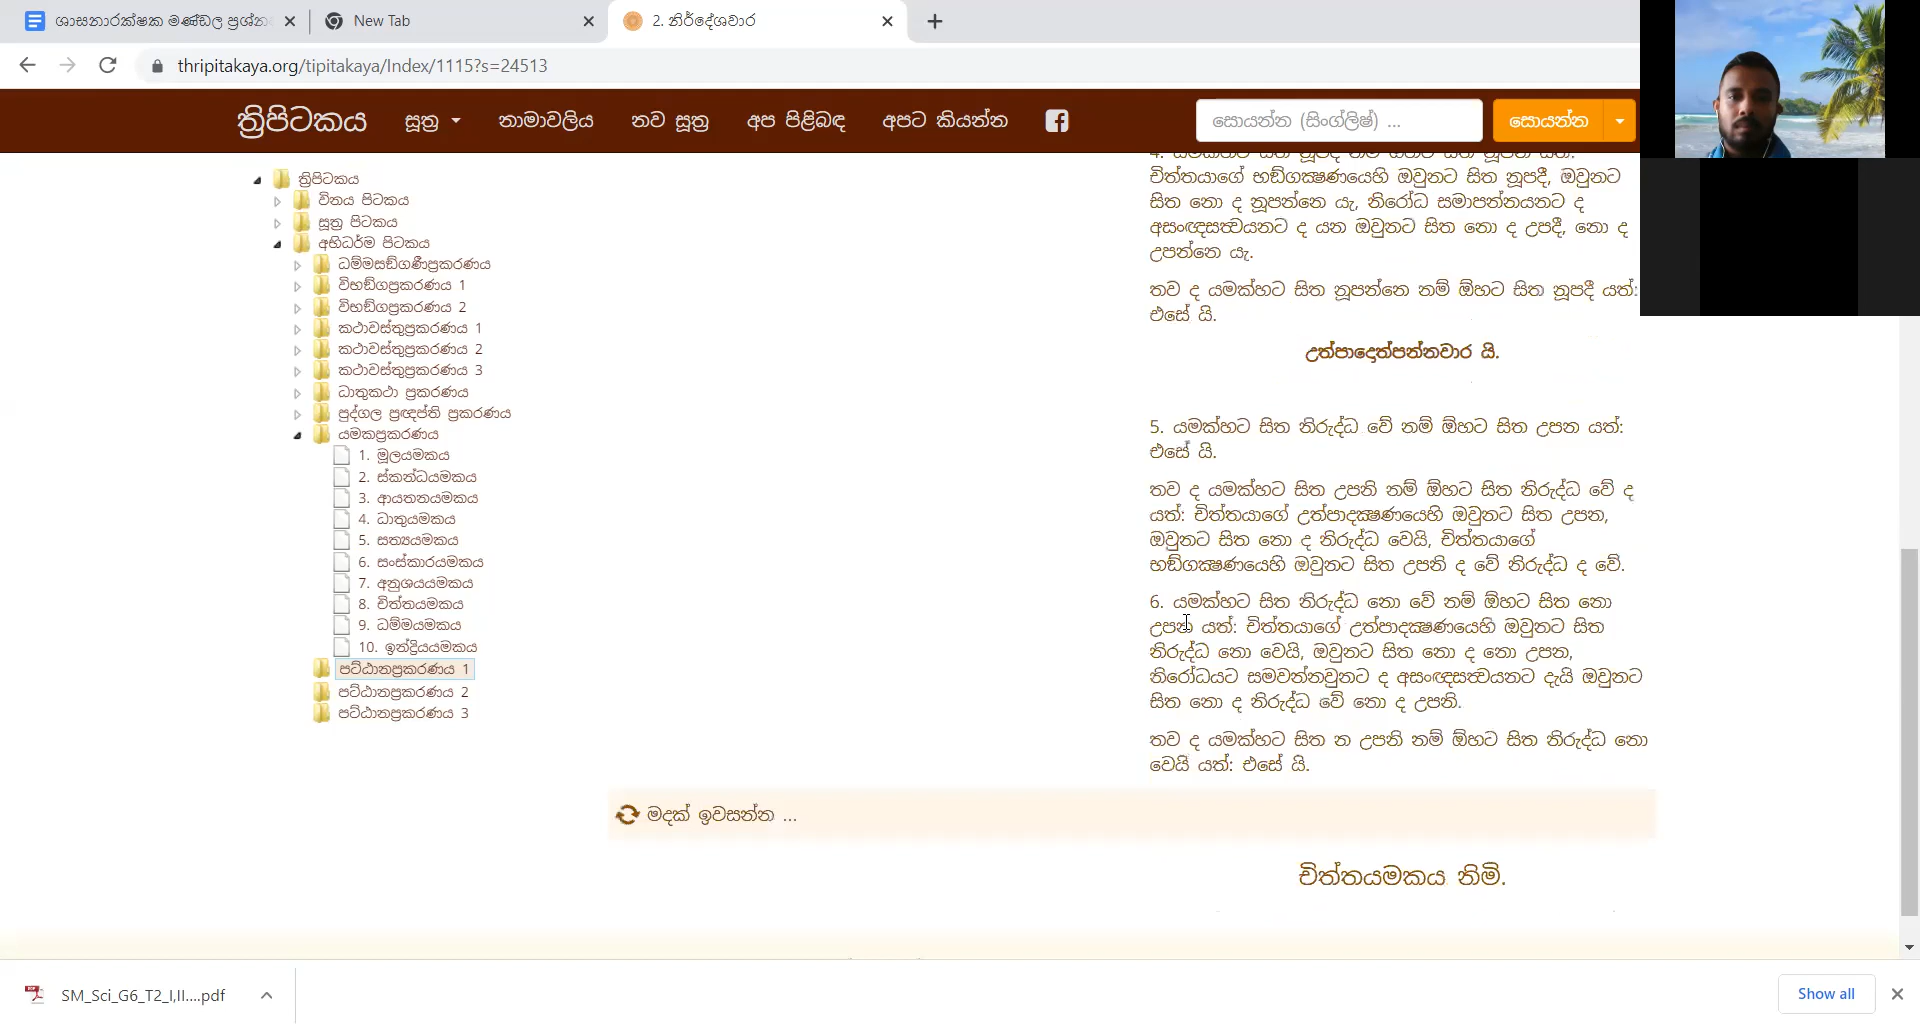 ශාසනාරක්ෂක මණ්ඩල ප්‍රශ්න
New Tab
2. නිර්දේශවාර
thripitakaya.org/tipitakaya/Index/1115?s=24513
ත්‍රිපිටකය සූත්‍ර නාමාවලිය නව සූත්‍ර අප පිළිබඳ අපට කියන්න
සොයන්න (සිංග්ලිෂ්) ...
සොයන්න
ත්‍රිපිටකය
විනය පිටකය
සූත්‍ර පිටකය
අභිධර්ම පිටකය
ධම්මසඞ්ගණීප්‍රකරණය
විභඞ්ගප්‍රකරණය 1
විභඞ්ගප්‍රකරණය 2
කථාවස්තුප්‍රකරණය 1
කථාවස්තුප්‍රකරණය 2
කථාවස්තුප්‍රකරණය 3
ධාතුකථා ප්‍රකරණය
පුද්ගල ප්‍රඥප්ති ප්‍රකරණය
යමකප්‍රකරණය
1. මූලයමකය
2. ස්කන්ධයමකය
3. ආයතනයමකය
4. ධාතුයමකය
5. සත්‍යයමකය
6. සංස්කාරයමකය
7. අනුශයයමකය
8. චිත්තයමකය
9. ධම්මයමකය
10. ඉන්ද්‍රියයමකය
පට්ඨානප්‍රකරණය 1
පට්ඨානප්‍රකරණය 2
පට්ඨානප්‍රකරණය 3
චිත්තයාගේ භඞ්ගක්‍ෂණයෙහි ඔවුනට සිත නූපදී, ඔවුනට
සිත නො ද නූපන්නෙ යැ, නිරෝධ සමාපන්නයනට ද
අසංඥසත්‍වයනට ද යන ඔවුනට සිත නො ද උපදී, නො ද
උපන්නෙ යැ.
තව ද යමක්හට සිත නූපන්නෙ නම් ඕහට සිත නූපදී යත්:
එසේ යි.
උත්පාදොත්පන්නවාර යි.
5. යමක්හට සිත නිරුද්ධ වේ නම් ඕහට සිත උපන යත්:
එසේ යි.
තව ද යමක්හට සිත උපනි නම් ඕහට සිත නිරුද්ධ වේ ද
යත්: චිත්තයාගේ උත්පාදක්‍ෂණයෙහි ඔවුනට සිත උපන,
ඔවුනට සිත නො ද නිරුද්ධ වෙයි, චිත්තයාගේ
භඞ්ගක්‍ෂණයෙහි ඔවුනට සිත උපනි ද වේ නිරුද්ධ ද වේ.
6. යමක්හට සිත නිරුද්ධ නො වේ නම් ඕහට සිත නො
උපන යත්: චිත්තයාගේ උත්පාදක්‍ෂණයෙහි ඔවුනට සිත
නිරුද්ධ නො වෙයි, ඔවුනට සිත නො ද නො උපන,
නිරෝධයට සමවන්නවුනට ද අසංඥසත්‍වයනට දැයි ඔවුනට
සිත නො ද නිරුද්ධ වේ නො ද උපනි.
තව ද යමක්හට සිත න උපනි නම් ඕහට සිත නිරුද්ධ නො
වෙයි යත්: එසේ යි.
මදක් ඉවසන්න ...
චිත්තයමකය නිමි.
SM_Sci_G6_T2_I,II....pdf
Show all